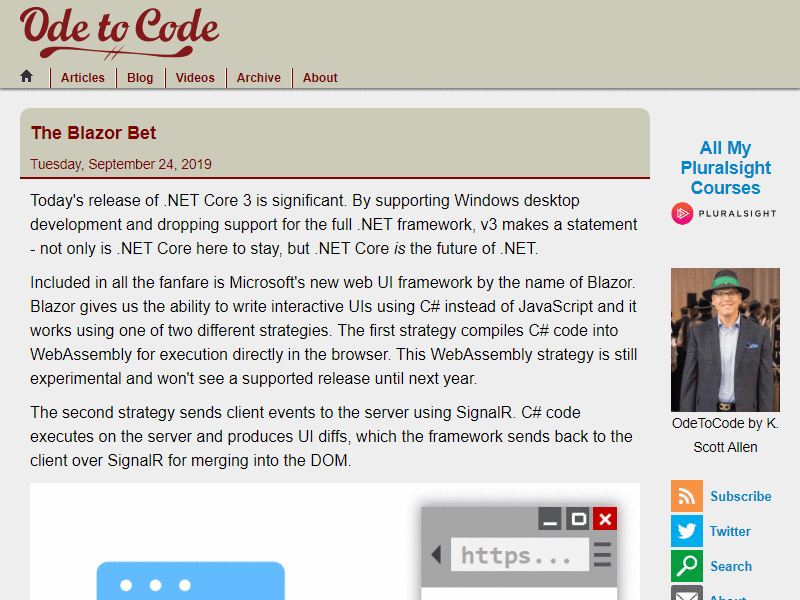 Ode to Code
Articles
Blog
Videos
Archive
About
The Blazor Bet
Tuesday, September 24, 2019
Today's release of .NET Core 3 is significant. By supporting Windows desktop
development and dropping support for the full .NET framework, v3 makes a statement
- not only is .NET Core here to stay, but .NET Core is the future of .NET.
Included in all the fanfare is Microsoft's new web UI framework by the name of Blazor.
Blazor gives us the ability to write interactive UIs using C# instead of JavaScript and it
works using one of two different strategies. The first strategy compiles C# code into
WebAssembly for execution directly in the browser. This WebAssembly strategy is still
experimental and won't see a supported release until next year.
The second strategy sends client events to the server using SignalR. C# code
executes on the server and produces UI diffs, which the framework sends back to the
client over SignalR for merging into the DOM.
https...
All My
Pluralsight
Courses
PLURALSIGHT
OdeToCode by K.
Scott Allen
Subscribe
Twitter
Search
About